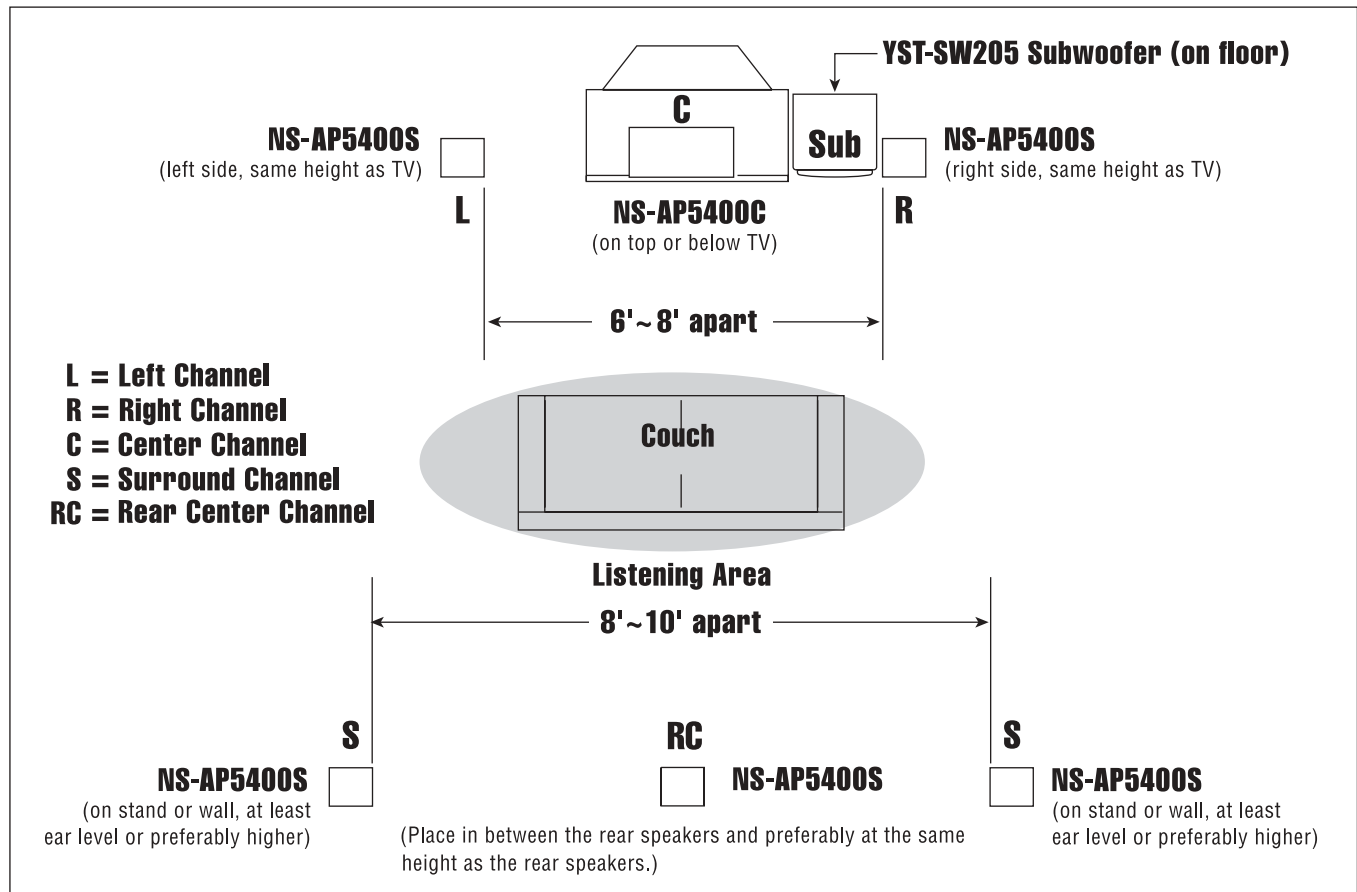 YST-SW205 Subwoofer (on floor)
C
Sub
NS-AP5400S
(left side, same height as TV)
L
NS-AP5400C
(on top or below TV)
NS-AP5400S
(right side, same height as TV)
R
6'~8' apart
L = Left Channel
R = Right Channel
C = Center Channel
S = Surround Channel
RC = Rear Center Channel
Couch
Listening Area
8'~10' apart
S
NS-AP5400S
(on stand or wall, at least
ear level or preferably higher)
RC
NS-AP5400S
(Place in between the rear speakers and preferably at the same
height as the rear speakers.)
S
NS-AP5400S
(on stand or wall, at least
ear level or preferably higher)